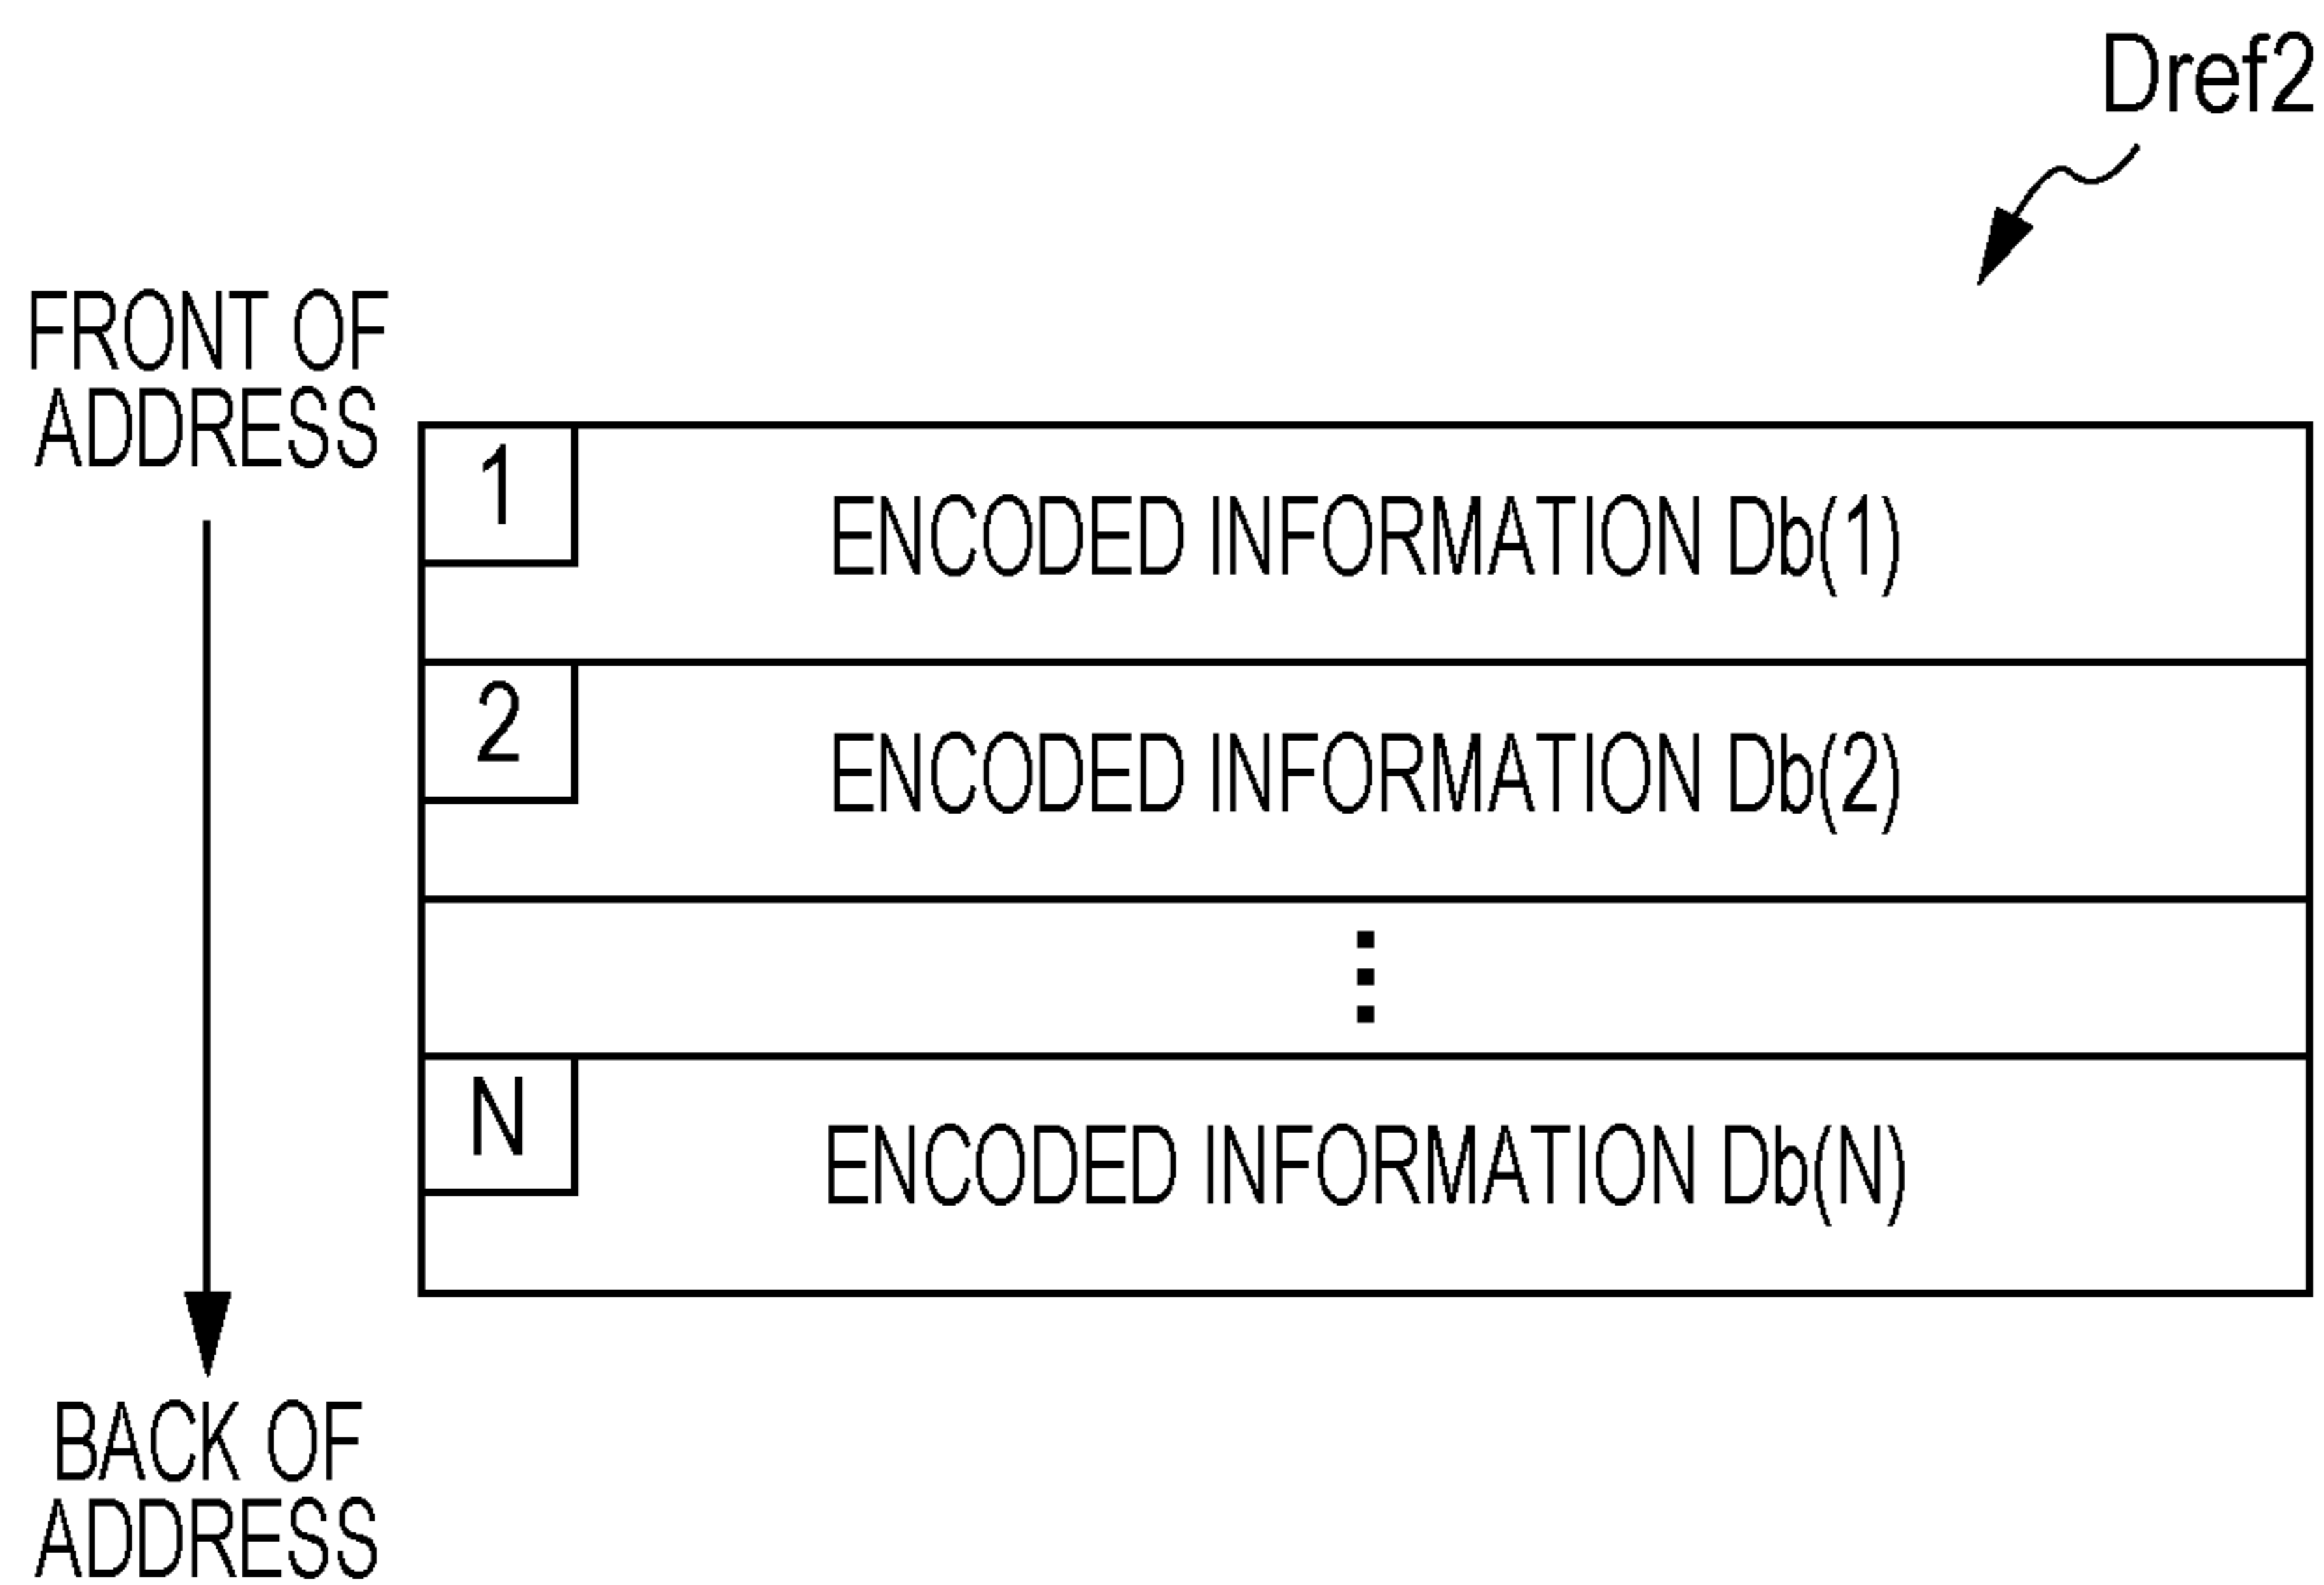 Dref2
FRONT OF
ADDRESS
1
ENCODED INFORMATION Db(1)
2
ENCODED INFORMATION Db(2)
⋮
N
ENCODED INFORMATION Db(N)
BACK OF
ADDRESS